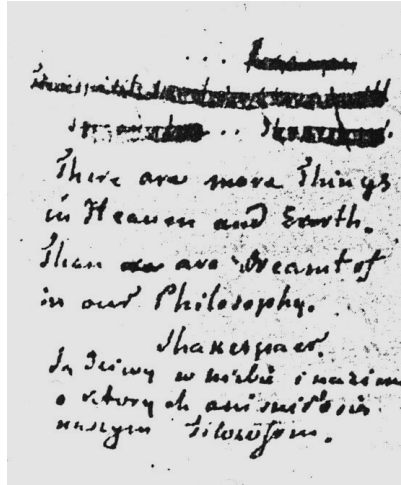 There are more Things
in Heaven and Earth.
Than are Dreamt of
in our Philosophy.
Shakespaer.
Są Dziwy w niebie i na ziemi
o których ani śniło się
naszym filozofom.